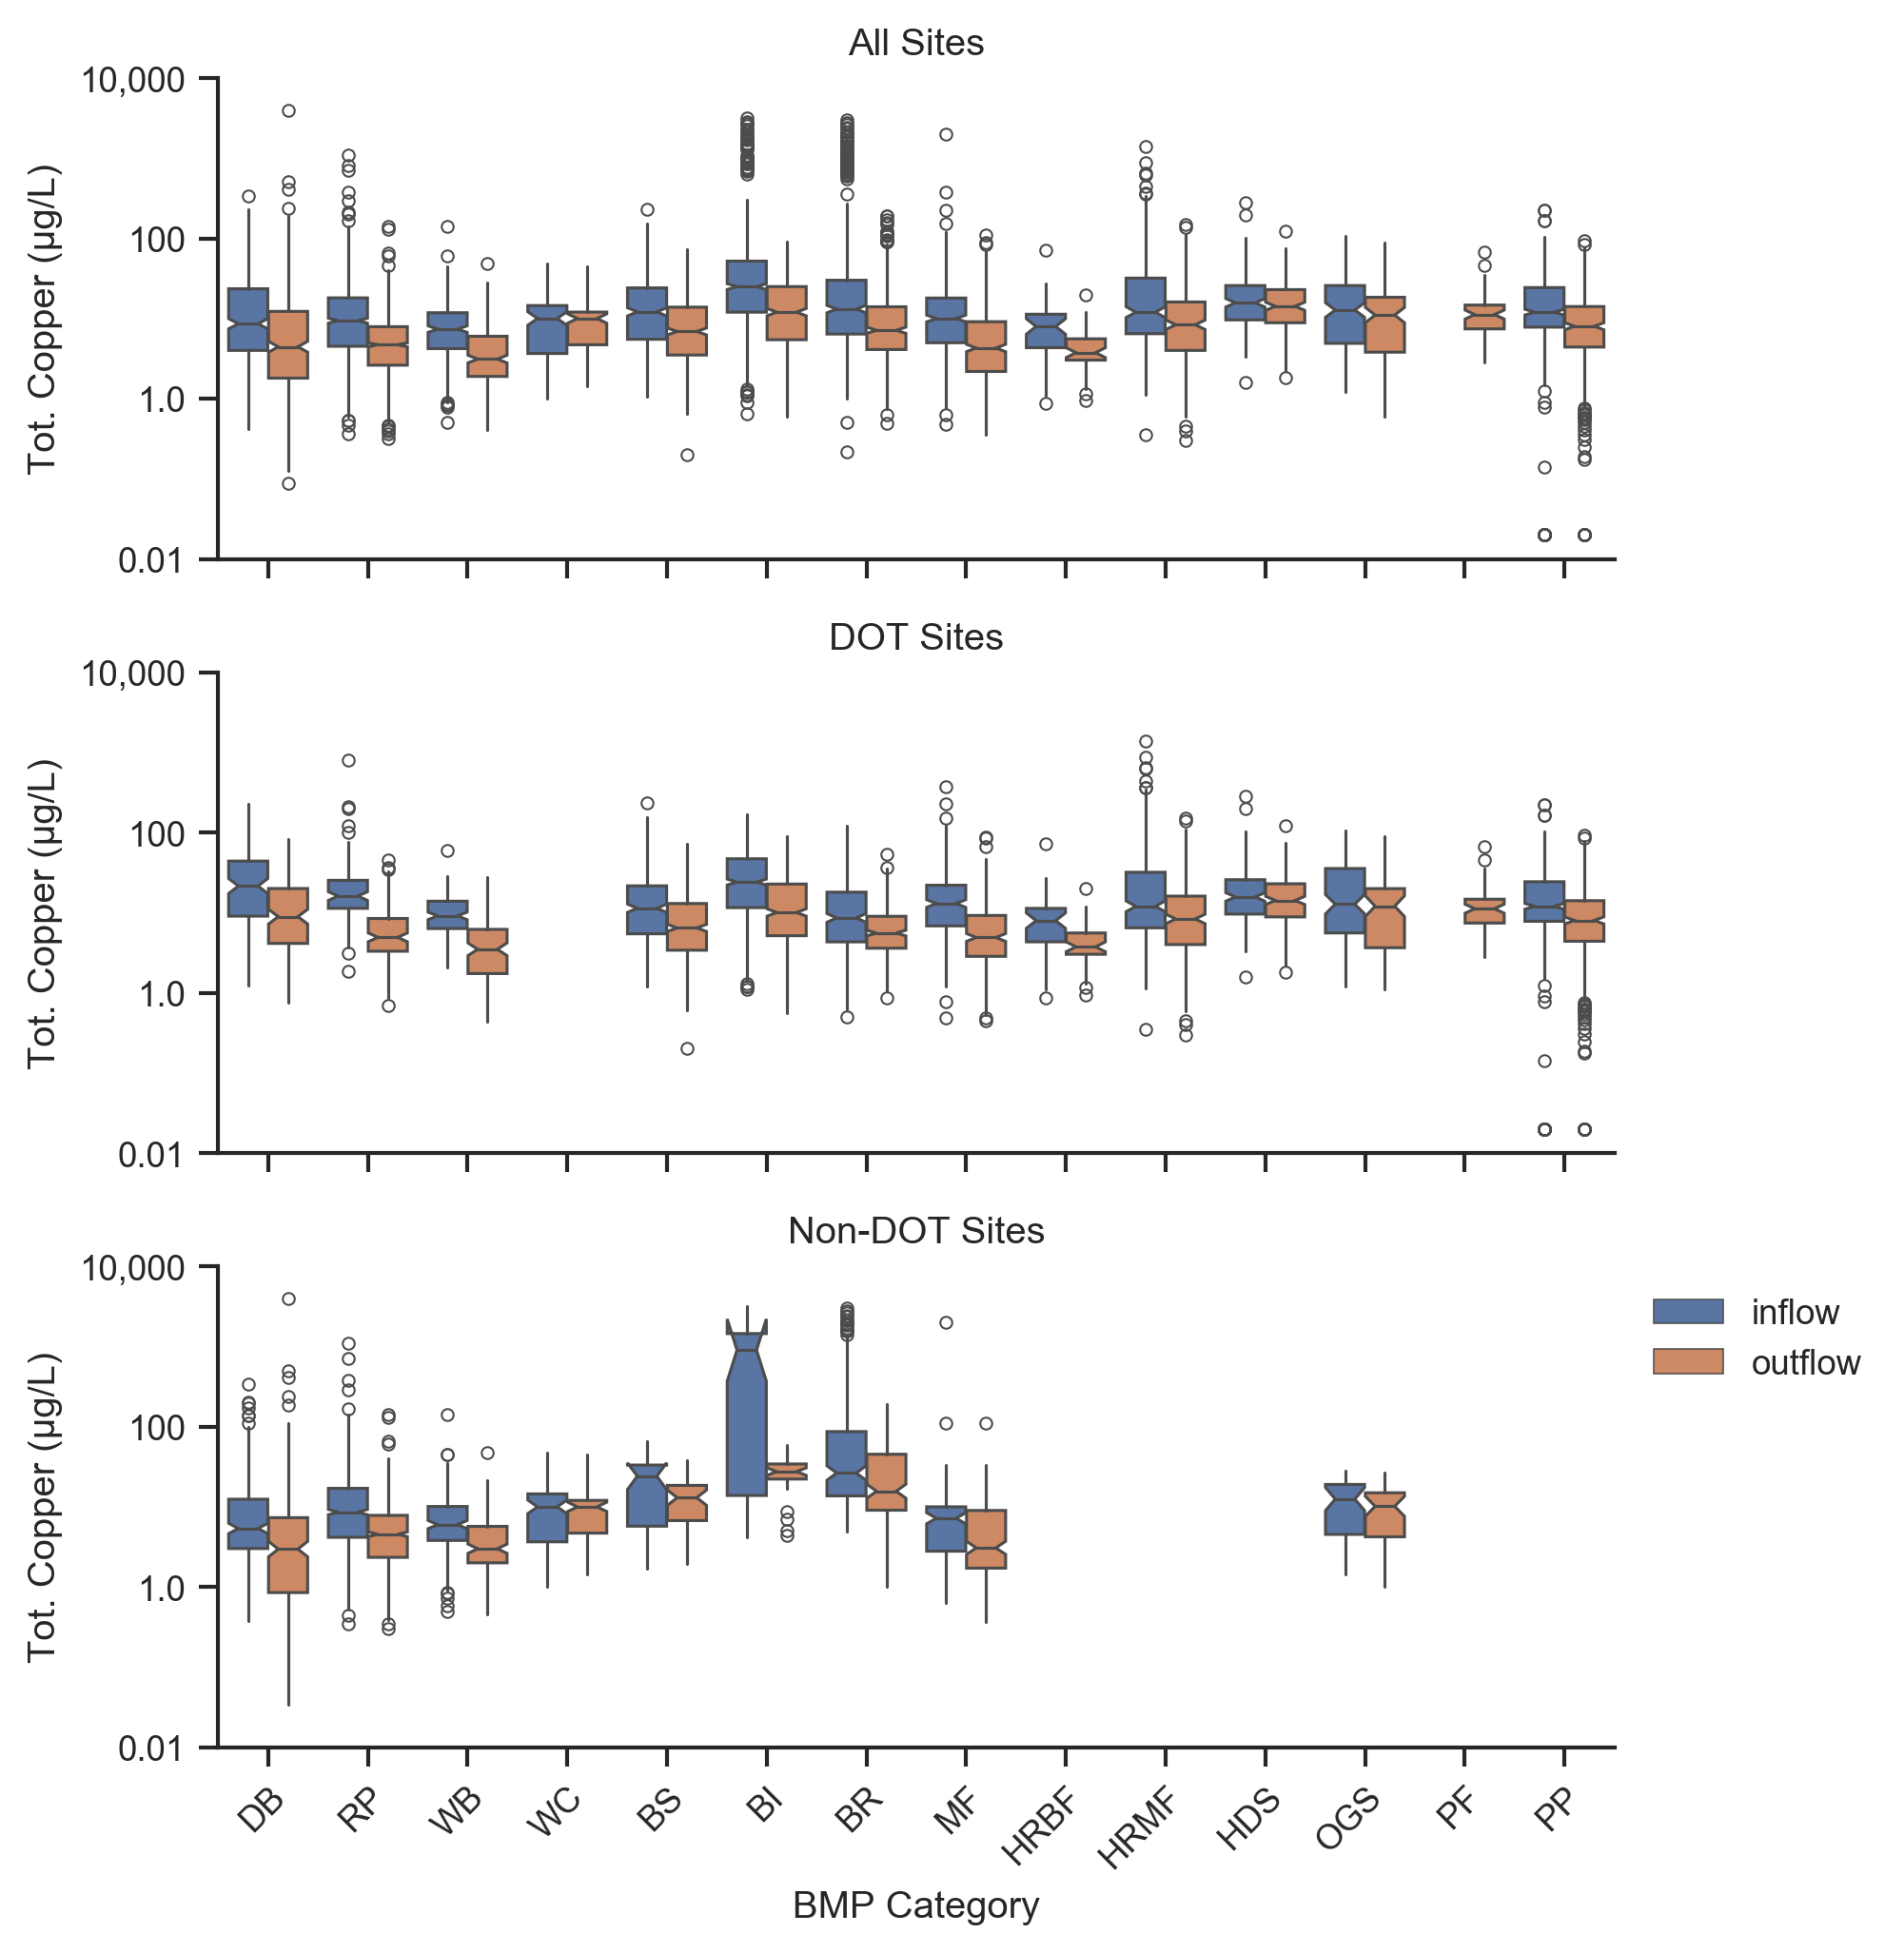 All Sites
10,000
100
1.0
0.01
Tot. Copper (µg/L)
DOT Sites
10,000
100
1.0
0.01
Tot. Copper (µg/L)
Non-DOT Sites
10,000
100
1.0
0.01
Tot. Copper (µg/L)
inflow
outflow
DB RP WB WC BS BI BR MF HRBF HRMF HDS OGS PF PP
BMP Category